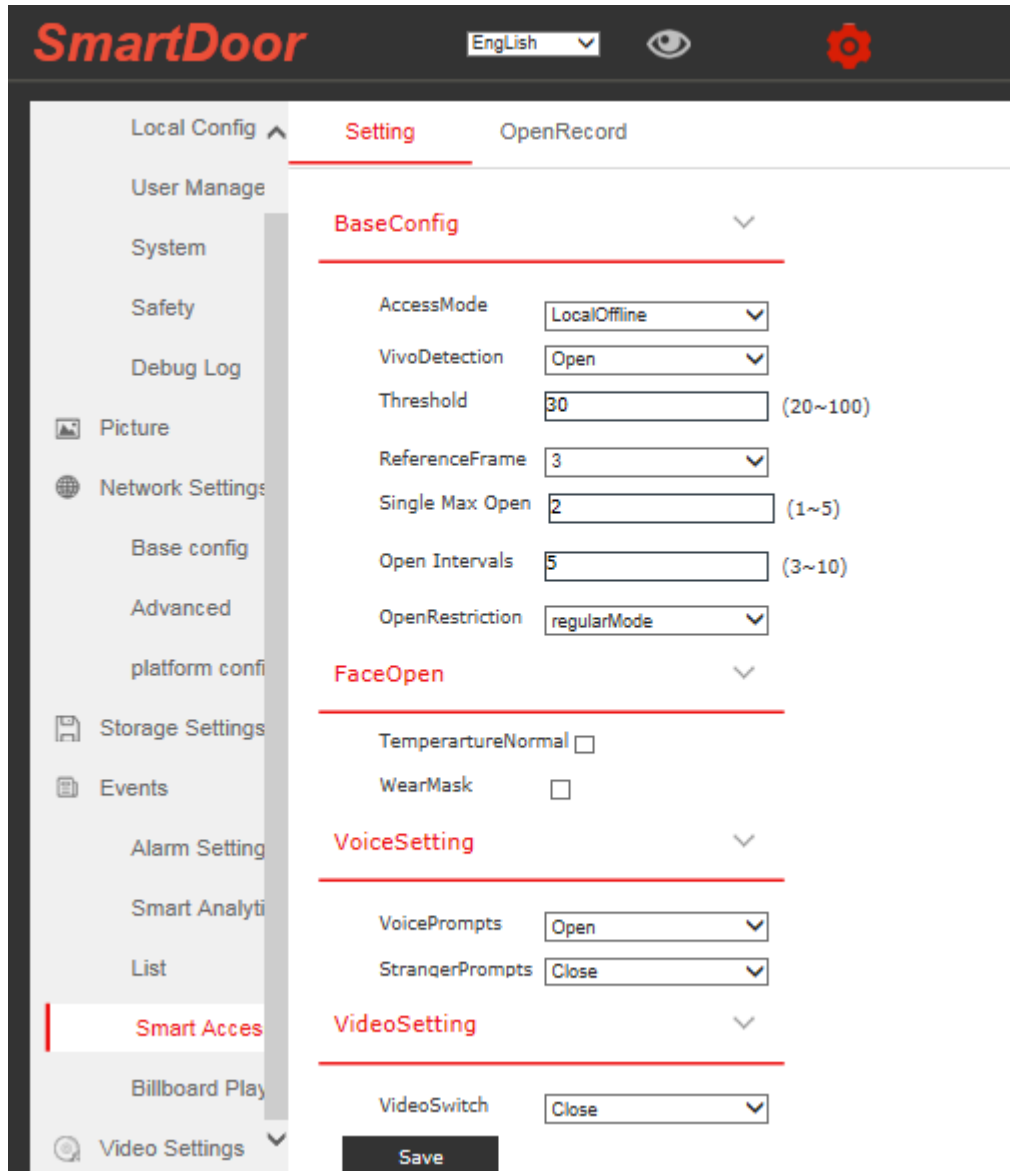 SmartDoor
EngLish
Local Config
User Manage
System
Safety
Debug Log
Picture
Network Settings
Base config
Advanced
platform confi
Storage Settings
Events
Alarm Setting
Smart Analyti
List
Smart Acces
Billboard Play
Video Settings
Setting OpenRecord
BaseConfig
AccessMode LocalOffline
VivoDetection Open
Threshold 30 (20~100)
ReferenceFrame 3
Single Max Open 2 (1~5)
Open Intervals 5 (3~10)
OpenRestriction regularMode
FaceOpen
TemperartureNormal
WearMask
VoiceSetting
VoicePrompts Open
StrangerPrompts Close
VideoSetting
VideoSwitch Close
Save